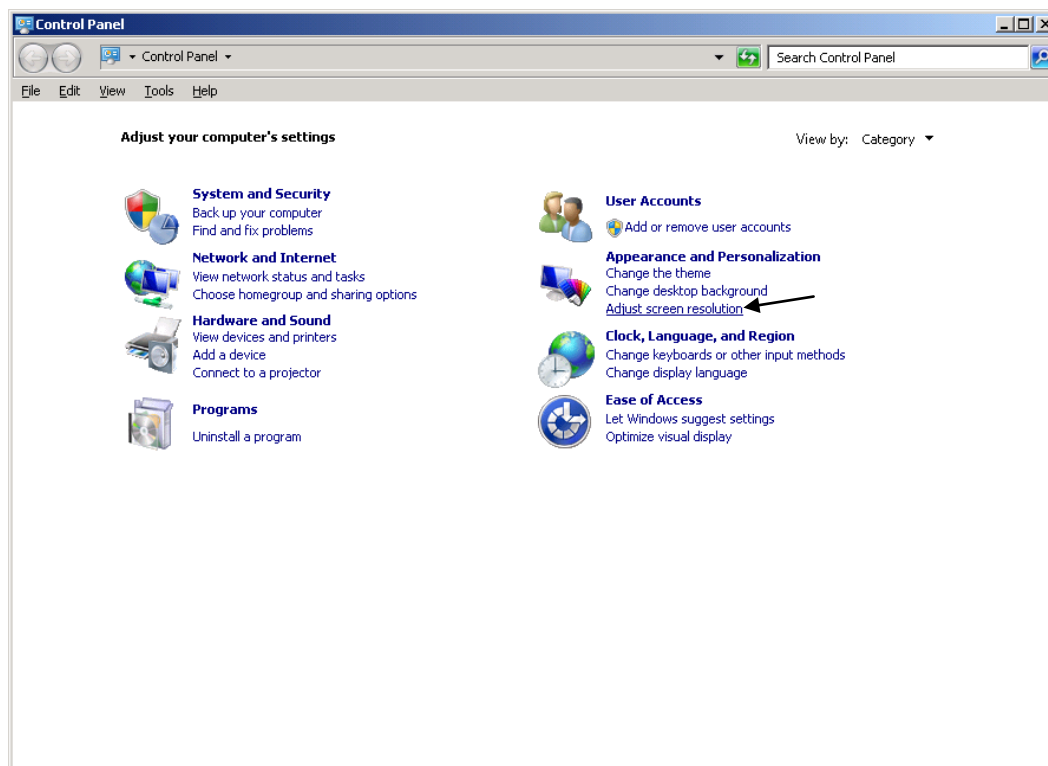 Control Panel
Control Panel
Search Control Panel
File Edit View Tools Help
Adjust your computer's settings
View by: Category
System and Security
Back up your computer
Find and fix problems
Network and Internet
View network status and tasks
Choose homegroup and sharing options
Hardware and Sound
View devices and printers
Add a device
Connect to a projector
Programs
Uninstall a program
User Accounts
Add or remove user accounts
Appearance and Personalization
Change the theme
Change desktop background
Adjust screen resolution
Clock, Language, and Region
Change keyboards or other input methods
Change display language
Ease of Access
Let Windows suggest settings
Optimize visual display